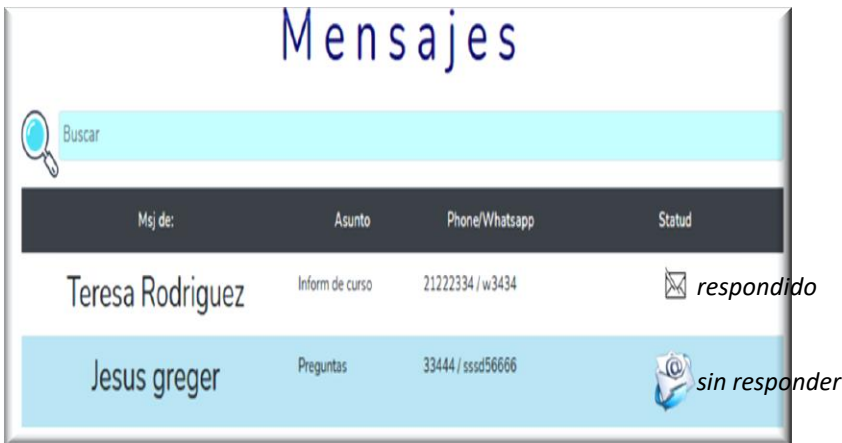 Mensajes
Buscar
Msj de: Asunto Phone/Whatsapp Statud
Teresa Rodriguez Inform de curso 21222334 / w3434 respondido
Jesus greger Preguntas 33444 / sssd56666 @ sin responder